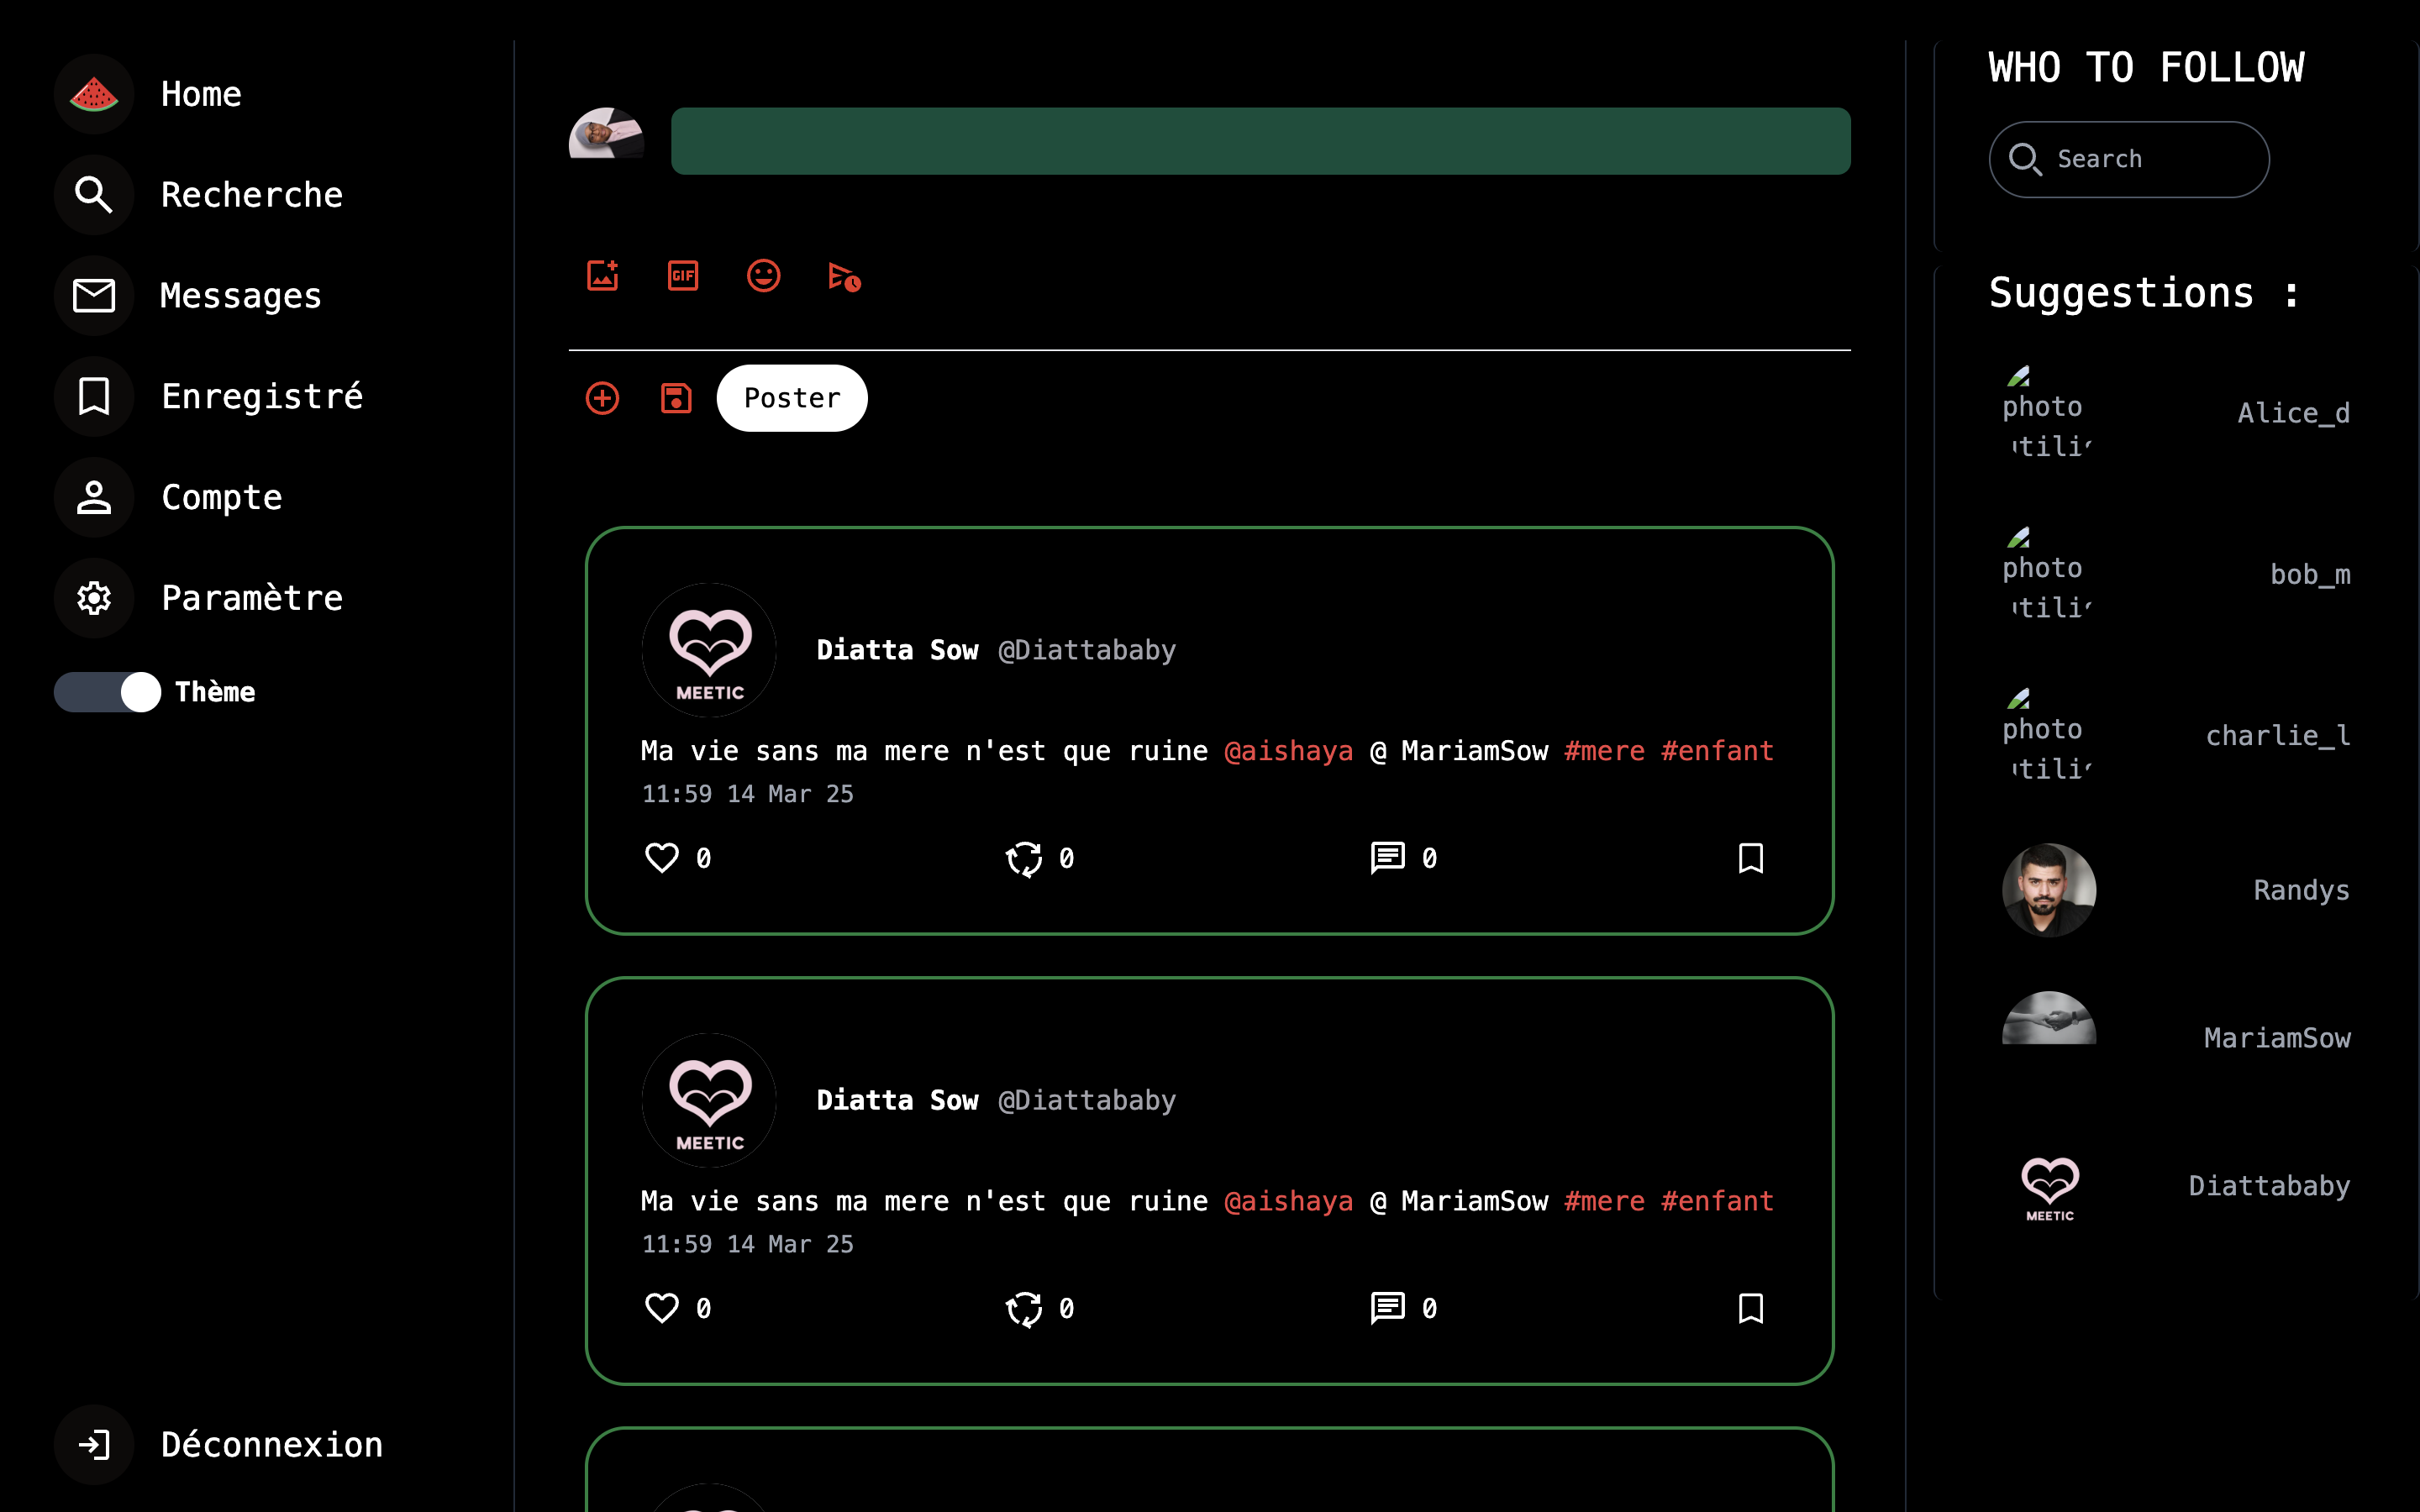 Home
Recherche
Messages
Enregistré
Compte
Paramètre
Thème
Déconnexion
GIF
Poster
MEETIC
Diatta Sow @Diattababy
Ma vie sans ma mere n'est que ruine @aishaya @ MariamSow #mere #enfant
11:59 14 Mar 25
0 0 0
MEETIC
Diatta Sow @Diattababy
Ma vie sans ma mere n'est que ruine @aishaya @ MariamSow #mere #enfant
11:59 14 Mar 25
0 0 0
WHO TO FOLLOW
Search
Suggestions :
photo
Alice_d
photo
bob_m
photo
charlie_l
Randys
MariamSow
MEETIC
Diattababy